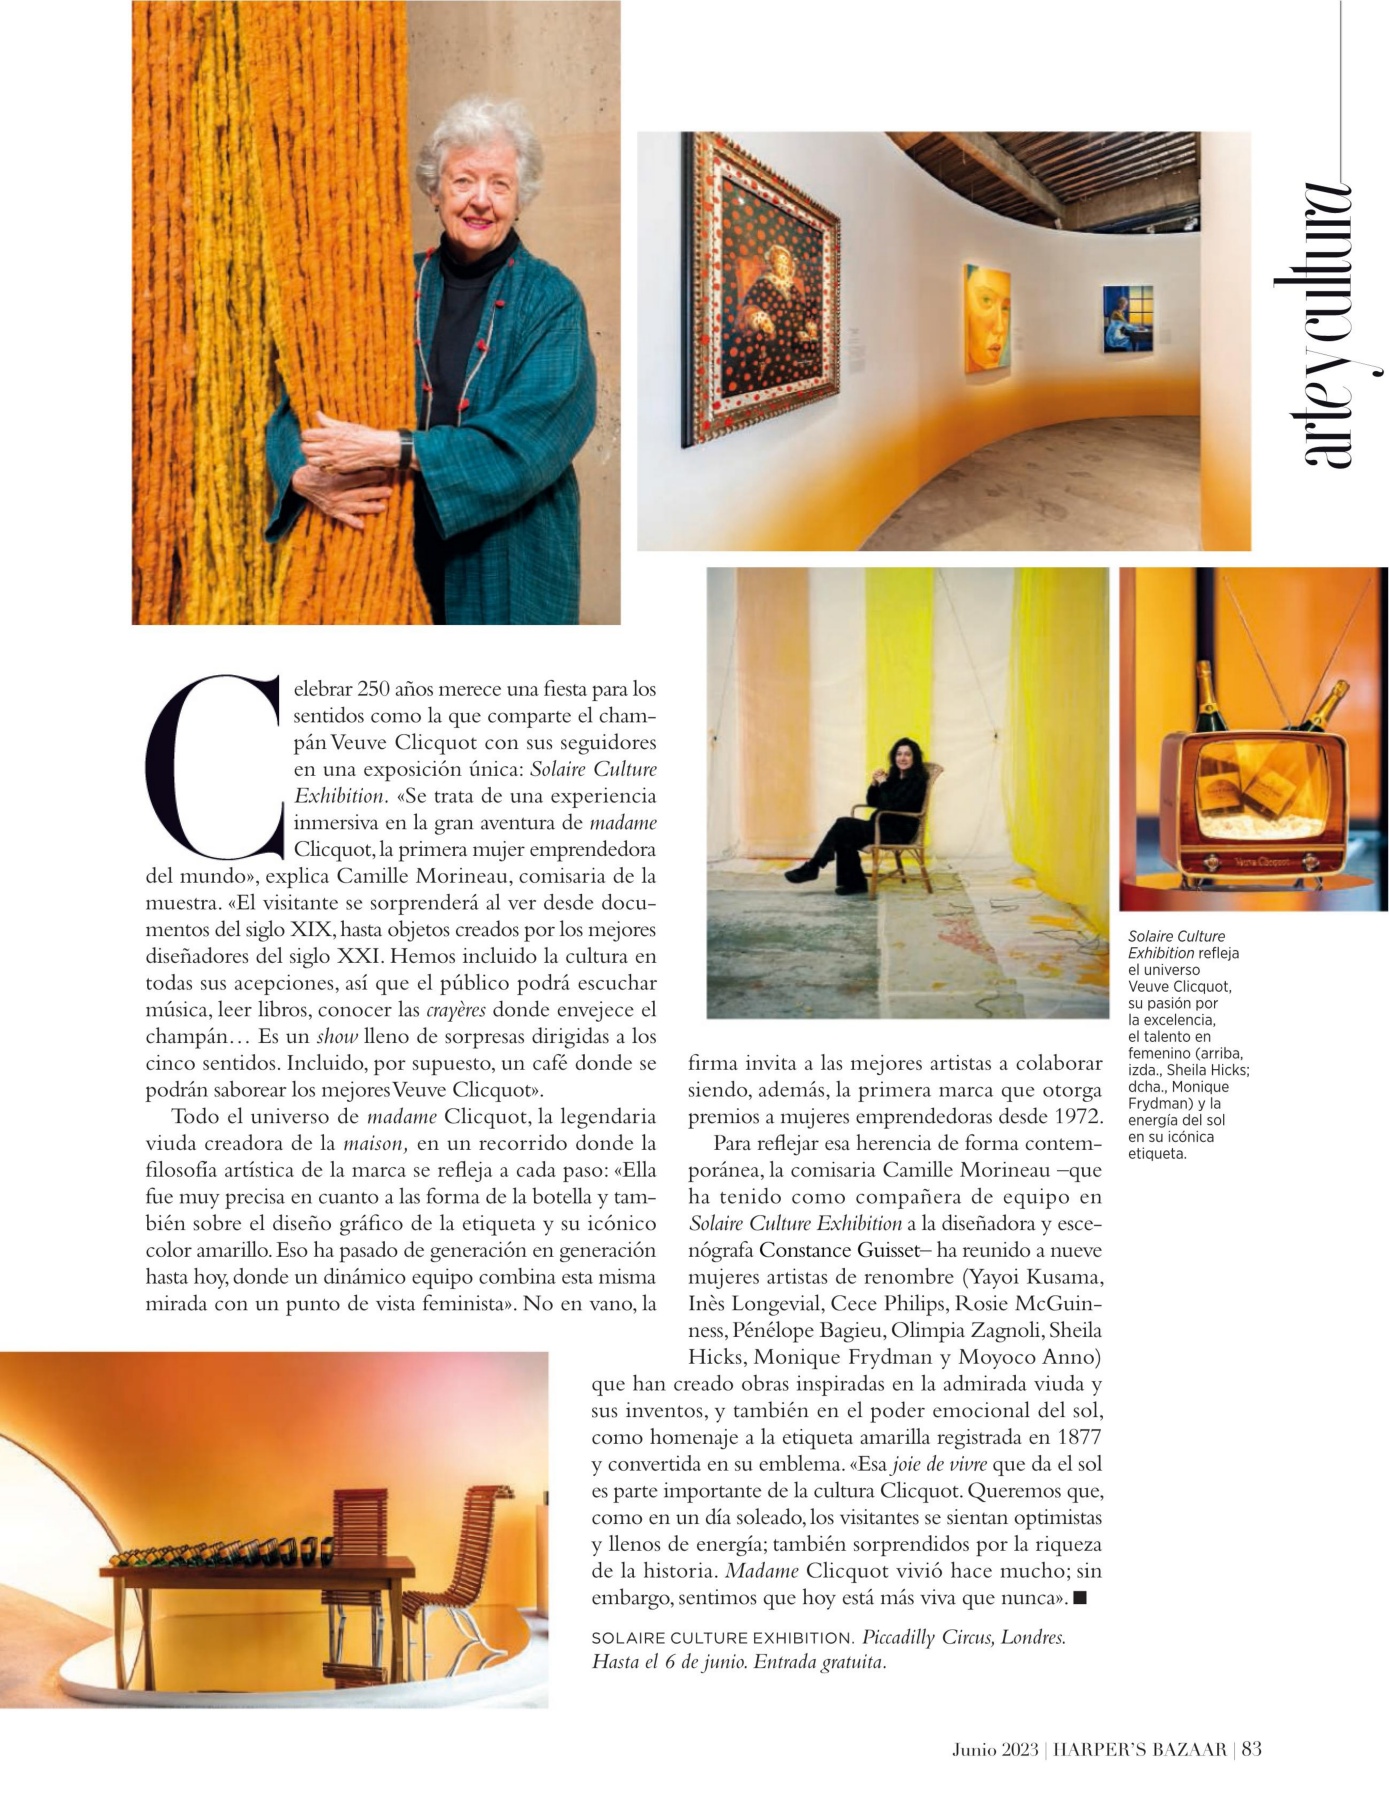 arte y cultura
Celebrar 250 años merece una fiesta para los
sentidos como la que comparte el cham-
pán Veuve Clicquot con sus seguidores
en una exposición única: Solaire Culture
Exhibition. «Se trata de una experiencia
inmersiva en la gran aventura de madame
Clicquot, la primera mujer emprendedora
del mundo», explica Camille Morineau, comisaria de la
muestra. «El visitante se sorprenderá al ver desde docu-
mentos del siglo XIX, hasta objetos creados por los mejores
diseñadores del siglo XXI. Hemos incluido la cultura en
todas sus acepciones, así que el público podrá escuchar
música, leer libros, conocer las crayères donde envejece el
champán… Es un show lleno de sorpresas dirigidas a los
cinco sentidos. Incluido, por supuesto, un café donde se
podrán saborear los mejores Veuve Clicquot».
Todo el universo de madame Clicquot, la legendaria
viuda creadora de la maison, en un recorrido donde la
filosofía artística de la marca se refleja a cada paso: «Ella
fue muy precisa en cuanto a las forma de la botella y tam-
bién sobre el diseño gráfico de la etiqueta y su icónico
color amarillo. Eso ha pasado de generación en generación
hasta hoy, donde un dinámico equipo combina esta misma
mirada con un punto de vista feminista». No en vano, la
firma invita a las mejores artistas a colaborar
siendo, además, la primera marca que otorga
premios a mujeres emprendedoras desde 1972.
Para reflejar esa herencia de forma contem-
poránea, la comisaria Camille Morineau –que
ha tenido como compañera de equipo en
Solaire Culture Exhibition a la diseñadora y esce-
nógrafa Constance Guisset– ha reunido a nueve
mujeres artistas de renombre (Yayoi Kusama,
Inès Longevial, Cece Philips, Rosie McGuin-
ness, Pénélope Bagieu, Olimpia Zagnoli, Sheila
Hicks, Monique Frydman y Moyoco Anno)
que han creado obras inspiradas en la admirada viuda y
sus inventos, y también en el poder emocional del sol,
como homenaje a la etiqueta amarilla registrada en 1877
y convertida en su emblema. «Esa joie de vivre que da el sol
es parte importante de la cultura Clicquot. Queremos que,
como en un día soleado, los visitantes se sientan optimistas
y llenos de energía; también sorprendidos por la riqueza
de la historia. Madame Clicquot vivió hace mucho; sin
embargo, sentimos que hoy está más viva que nunca». ■
SOLAIRE CULTURE EXHIBITION. Piccadilly Circus, Londres.
Hasta el 6 de junio. Entrada gratuita.
Veuve Clicquot
Solaire Culture
Exhibition refleja
el universo
Veuve Clicquot,
su pasión por
la excelencia,
el talento en
femenino (arriba,
izda., Sheila Hicks;
dcha., Monique
Frydman) y la
energía del sol
en su icónica
etiqueta.
Junio 2023 | HARPER'S BAZAAR | 83